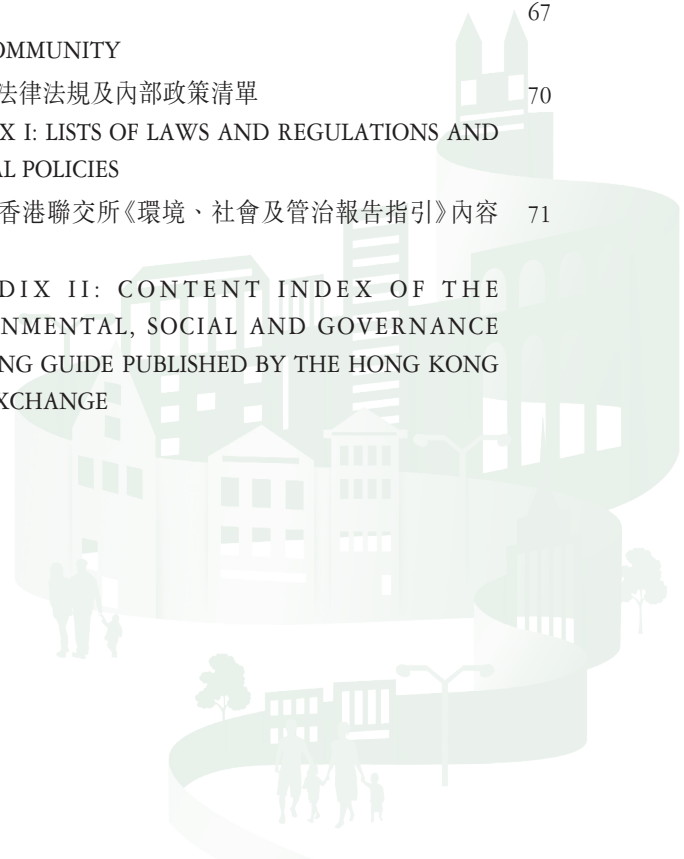 67
OMMUNITY
法律法規及內部政策清單 70
X I: LISTS OF LAWS AND REGULATIONS AND
AL POLICIES
香港聯交所《環境、社會及管治報告指引》內容 71
DIX II: CONTENT INDEX OF THE
NMENTAL, SOCIAL AND GOVERNANCE
NG GUIDE PUBLISHED BY THE HONG KONG
XCHANGE